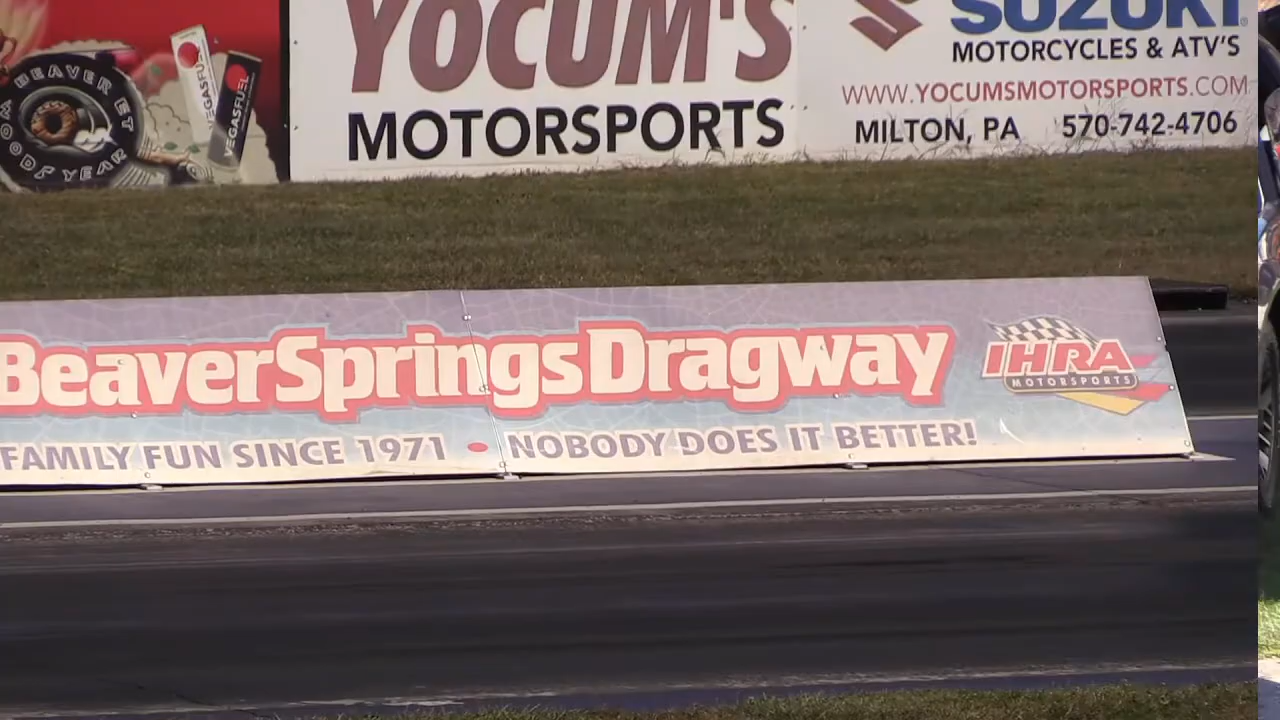 YOCUM'S
MOTORSPORTS
SUZUKI
MOTORCYCLES & ATV'S
WWW.YOCUMSMOTORSPORTS.COM
MILTON, PA 570-742-4706
BEAVER
YEAR
VEGASFUEL
VEGASFUEL
BeaverSpringsDragway
IHRA
MOTORSPORTS
FAMILY FUN SINCE 1971 • NOBODY DOES IT BETTER!